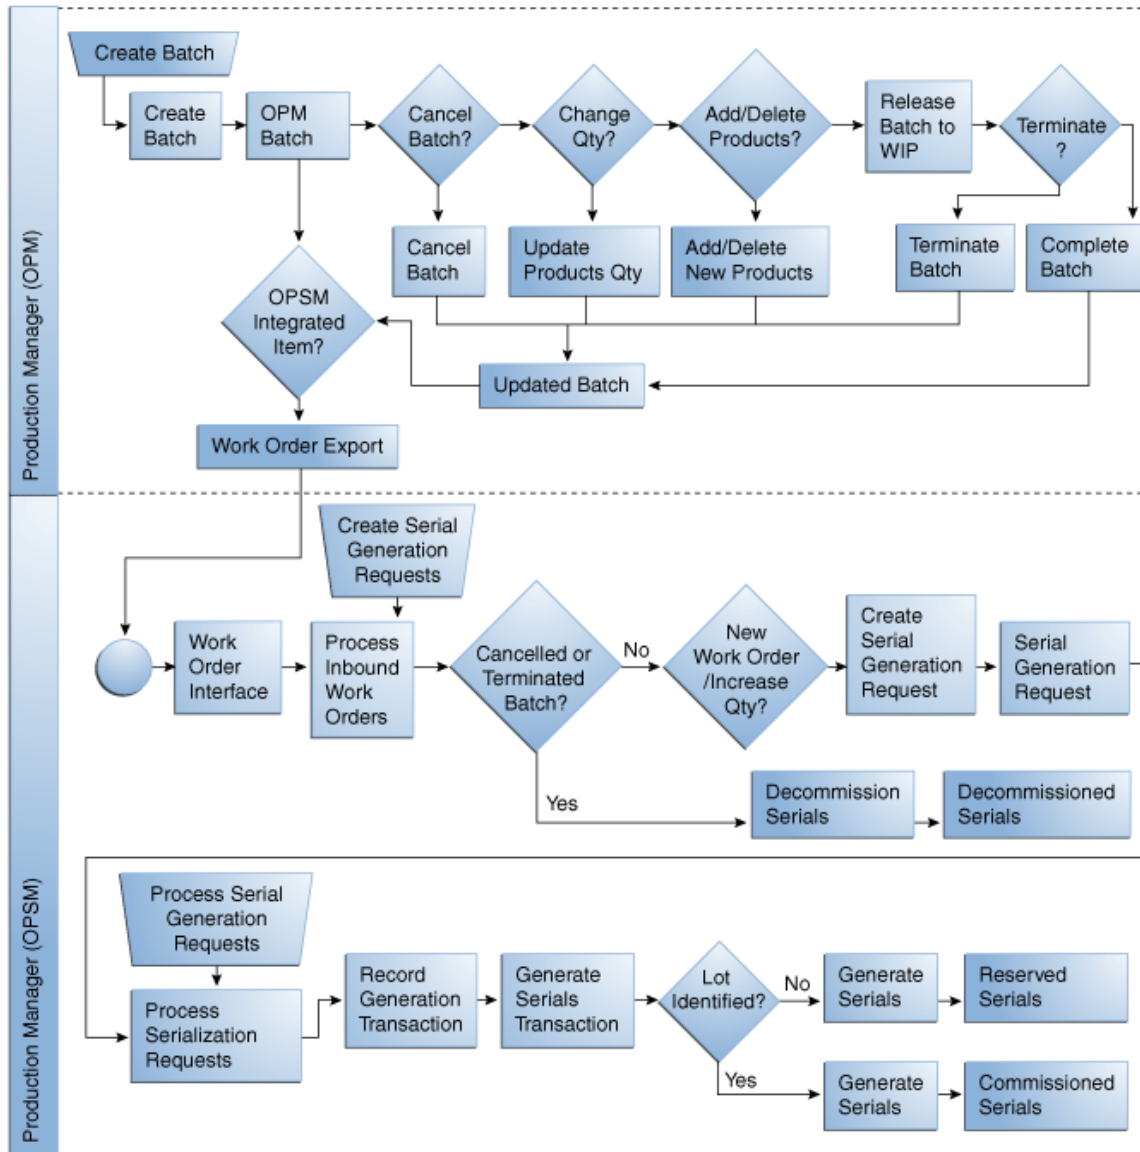 Production Manager (OPM)
Create Batch
Create
Batch
OPM
Batch
Cancel
Batch?
Change
Qty?
Add/Delete
Products?
Release
Batch to
WIP
Terminate
?
Cancel
Batch
Update
Products Qty
Add/Delete
New Products
Terminate
Batch
Complete
Batch
OPSM
Integrated
Item?
Updated Batch
Work Order Export
Production Manager (OPSM)
Create Serial
Generation
Requests
Work
Order
Interface
Process
Inbound
Work
Orders
Cancelled or
Terminated
Batch?
No
New
Work Order
/Increase
Qty?
Create
Serial
Generation
Request
Serial
Generation
Request
Yes
Decommission
Serials
Decommissioned
Serials
Process Serial
Generation
Requests
Process
Serialization
Requests
Record
Generation
Transaction
Generate
Serials
Transaction
Lot
Identified?
No
Generate
Serials
Reserved
Serials
Yes
Generate
Serials
Commissioned
Serials